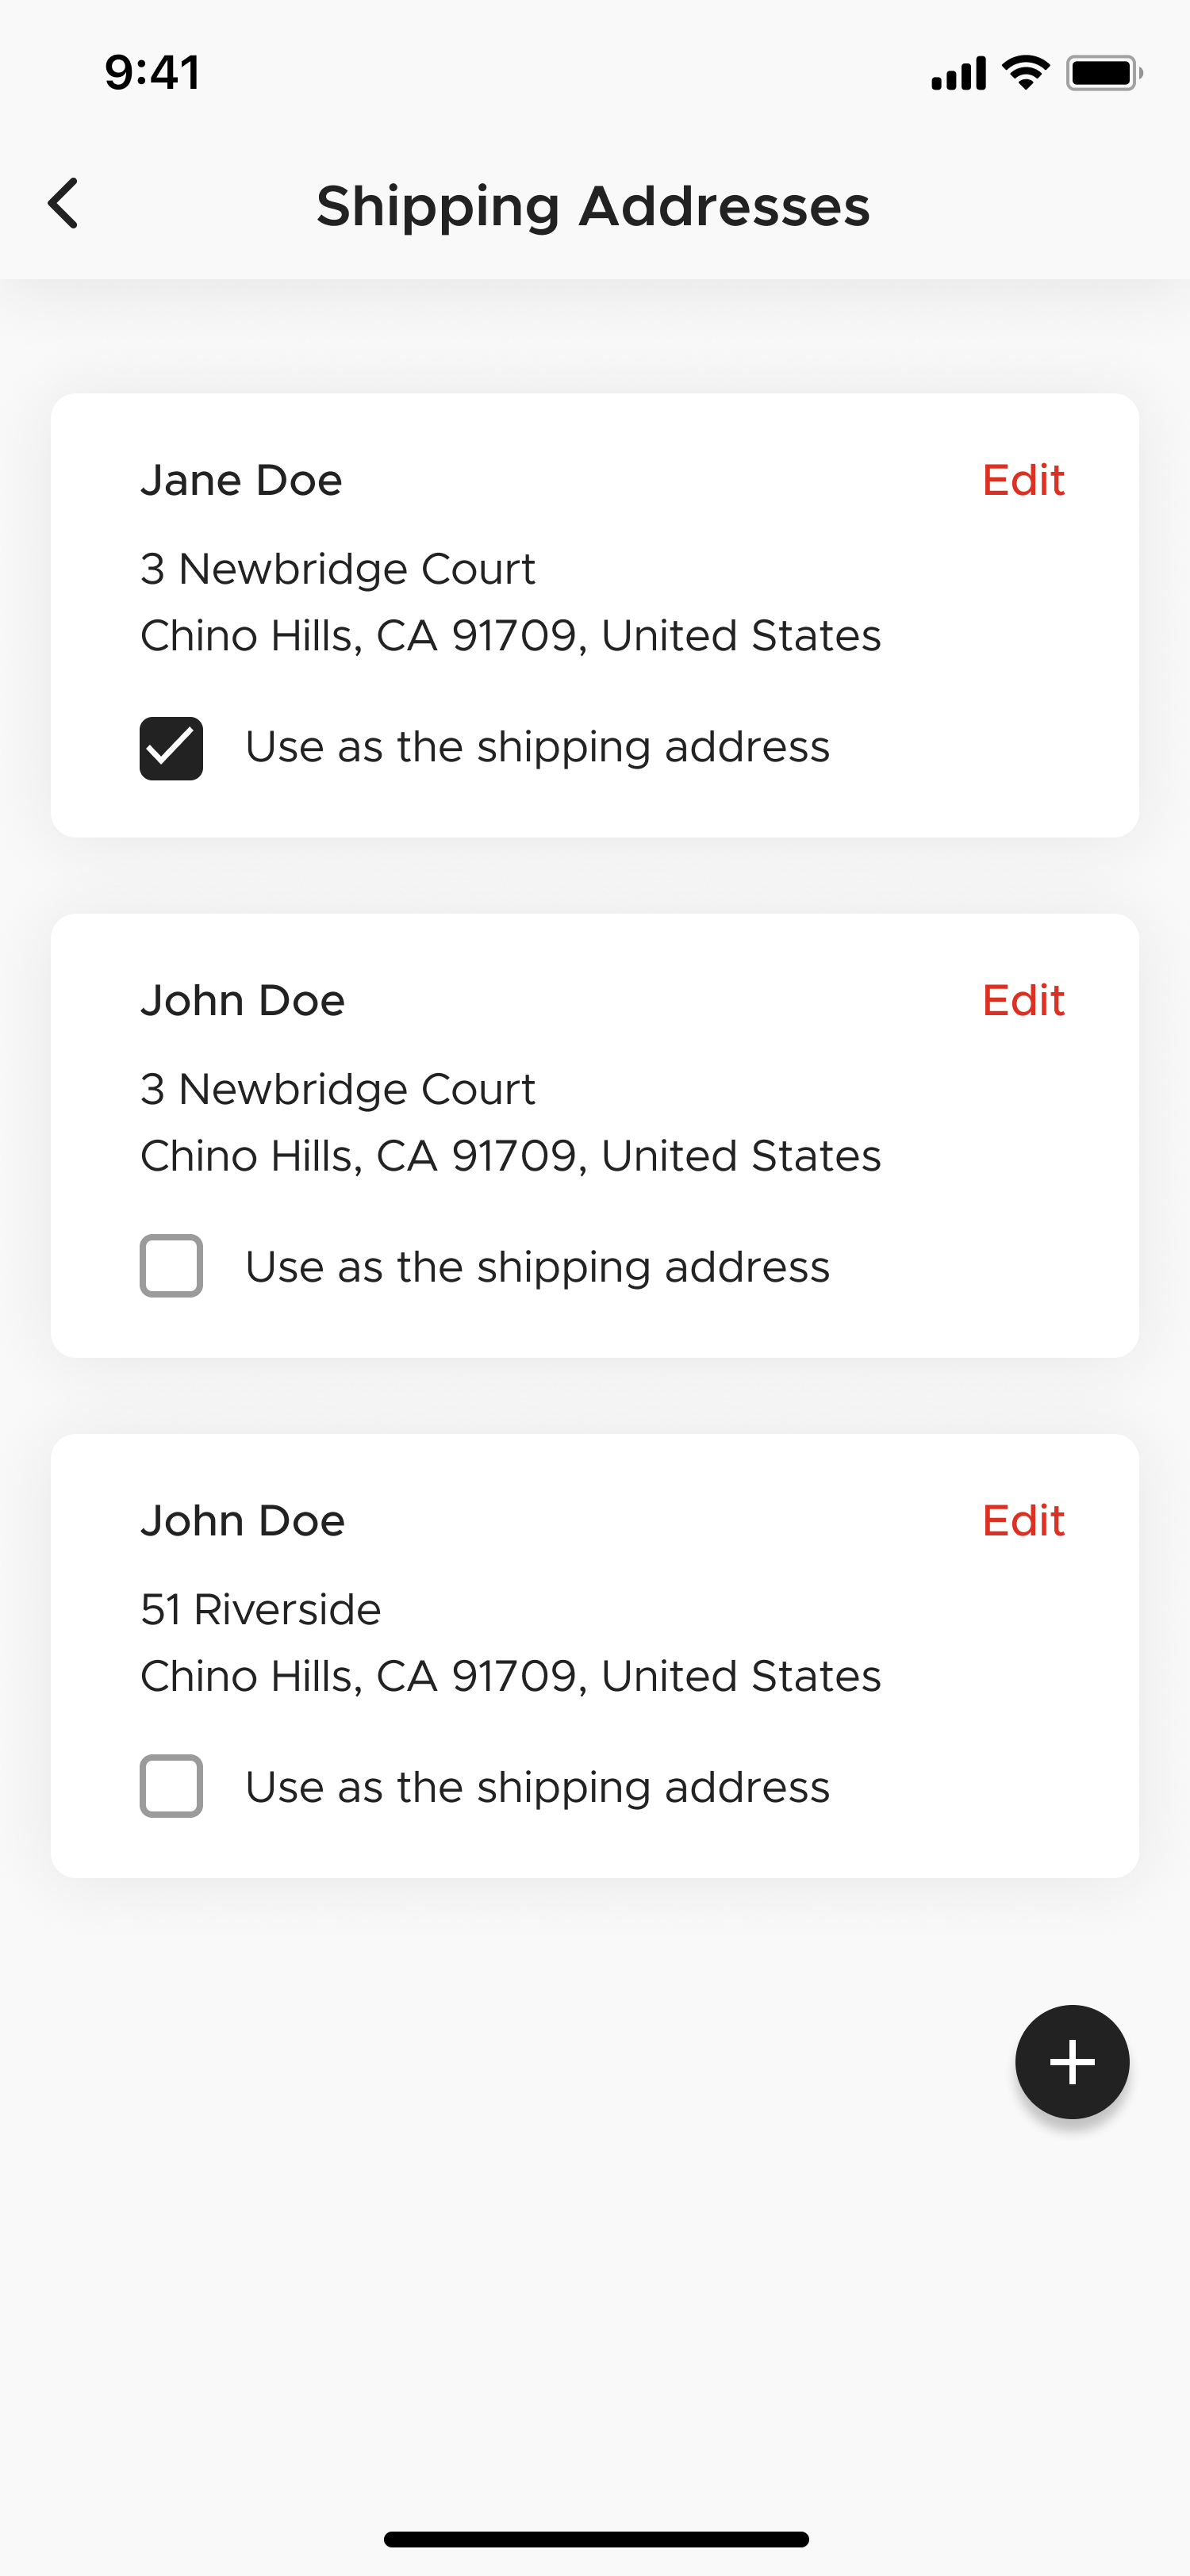 9:41
Shipping Addresses
Jane Doe
Edit
3 Newbridge Court
Chino Hills, CA 91709, United States
Use as the shipping address
John Doe
Edit
3 Newbridge Court
Chino Hills, CA 91709, United States
Use as the shipping address
John Doe
Edit
51 Riverside
Chino Hills, CA 91709, United States
Use as the shipping address